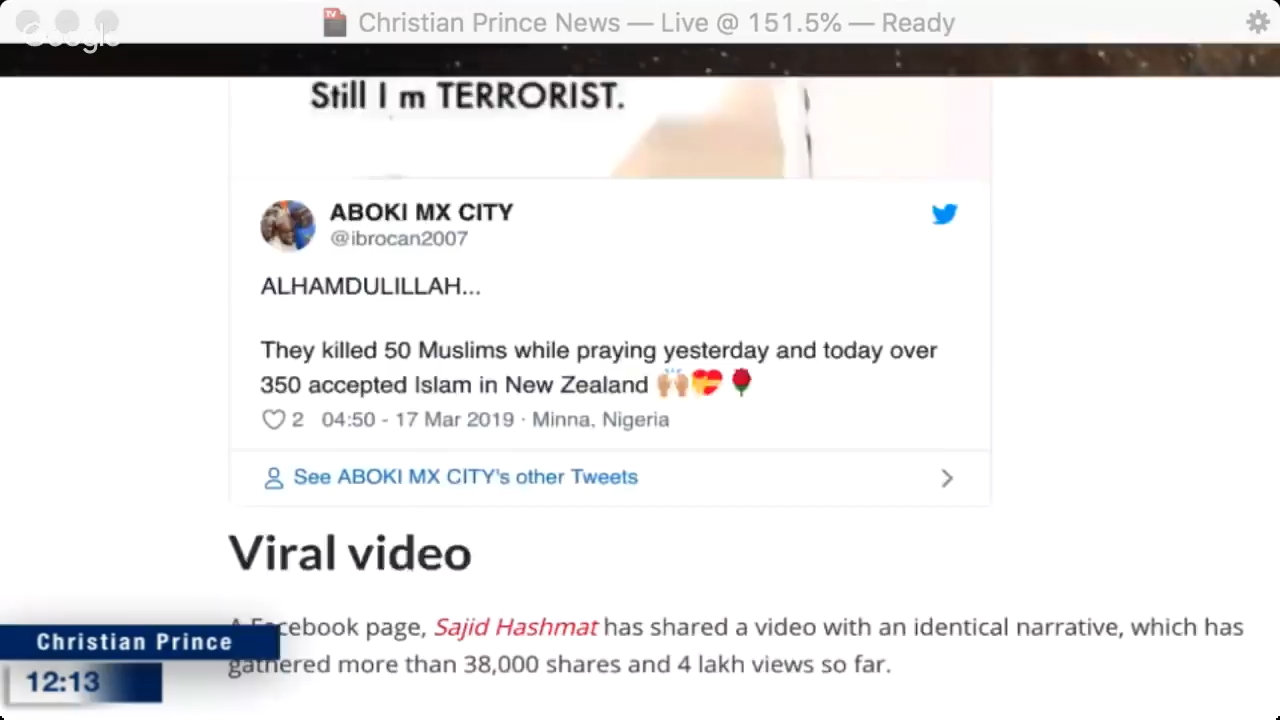 Christian Prince News — Live @ 151.5% — Ready
Google
Still I m TERRORIST.
ABOKI MX CITY
@ibrocan2007
ALHAMDULILLAH...
They killed 50 Muslims while praying yesterday and today over
350 accepted Islam in New Zealand 🙌🏼💝🌹
2 04:50 - 17 Mar 2019 · Minna, Nigeria
See ABOKI MX CITY's other Tweets
Viral video
A Facebook page, Sajid Hashmat has shared a video with an identical narrative, which has
gathered more than 38,000 shares and 4 lakh views so far.
Christian Prince
12:13